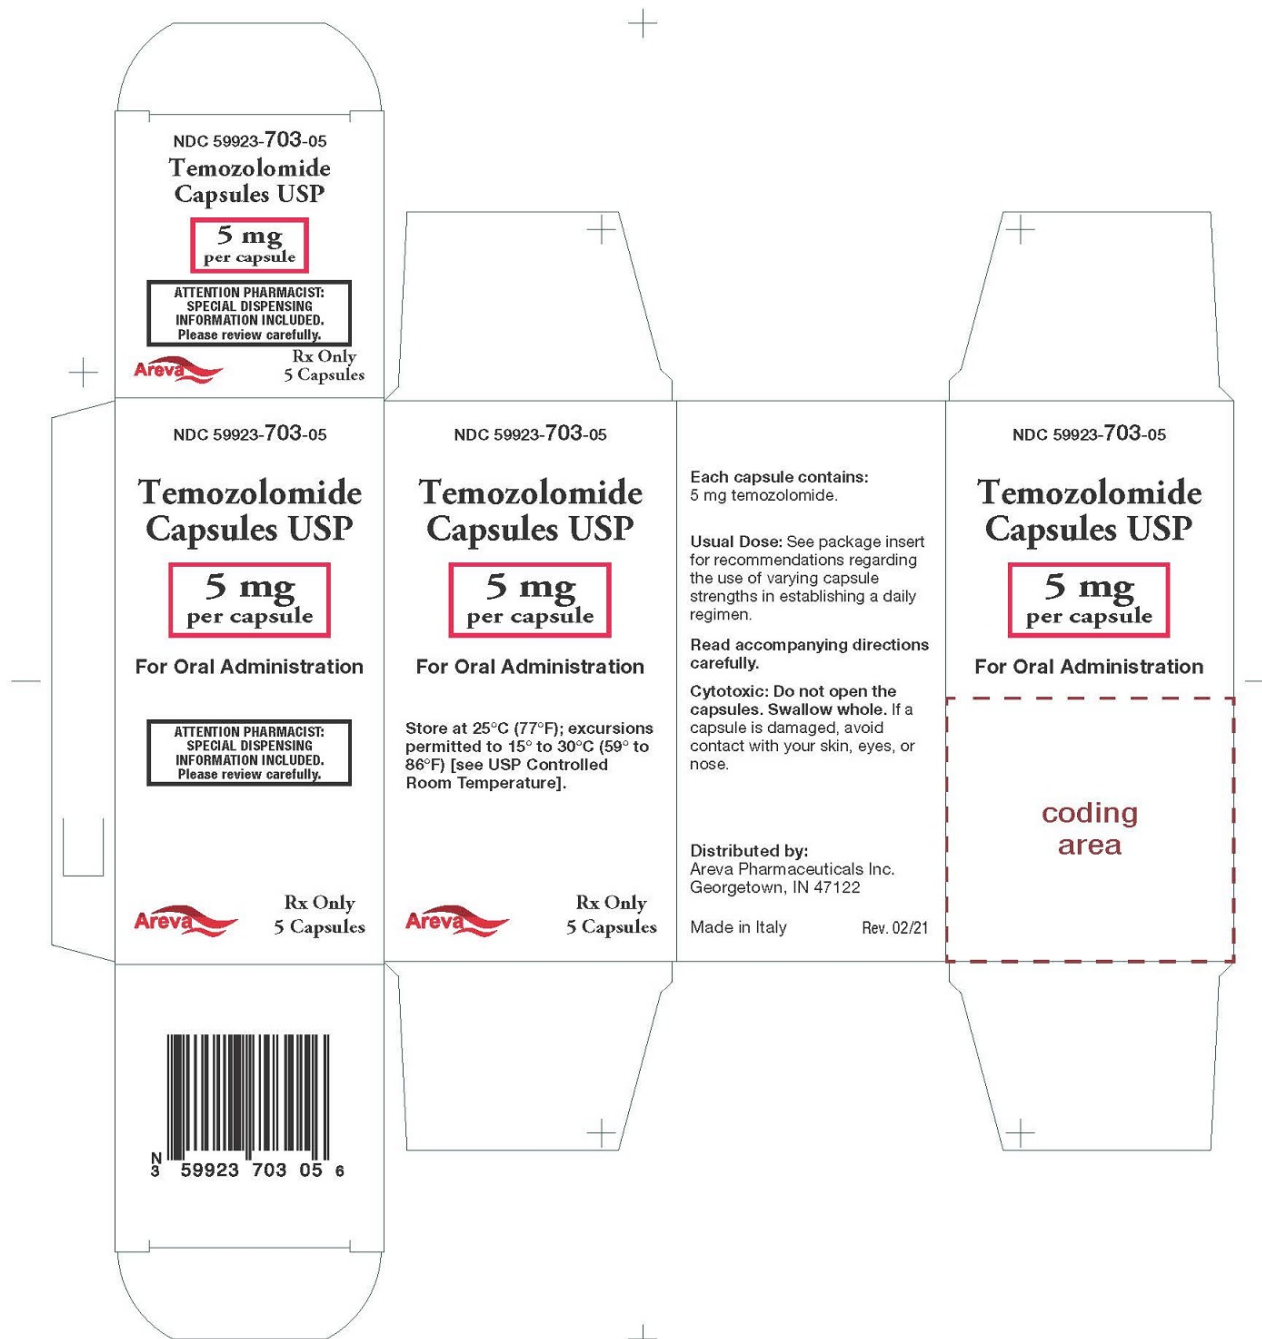 NDC 59923-703-05
Temozolomide
Capsules USP
5 mg
per capsule
ATTENTION PHARMACIST:
SPECIAL DISPENSING
INFORMATION INCLUDED.
Please review carefully.
Areva
Rx Only
5 Capsules
NDC 59923-703-05
Temozolomide
Capsules USP
5 mg
per capsule
For Oral Administration
ATTENTION PHARMACIST:
SPECIAL DISPENSING
INFORMATION INCLUDED.
Please review carefully.
Areva
Rx Only
5 Capsules
NDC 59923-703-05
Temozolomide
Capsules USP
5 mg
per capsule
For Oral Administration
Store at 25°C (77°F); excursions
permitted to 15° to 30°C (59° to
86°F) [see USP Controlled
Room Temperature].
Areva
Rx Only
5 Capsules
Each capsule contains:
5 mg temozolomide.
Usual Dose: See package insert
for recommendations regarding
the use of varying capsule
strengths in establishing a daily
regimen.
Read accompanying directions
carefully.
Cytotoxic: Do not open the
capsules. Swallow whole. If a
capsule is damaged, avoid
contact with your skin, eyes, or
nose.
Distributed by:
Areva Pharmaceuticals Inc.
Georgetown, IN 47122
Made in Italy Rev. 02/21
NDC 59923-703-05
Temozolomide
Capsules USP
5 mg
per capsule
For Oral Administration
coding
area
N
3 59923 703 05 6